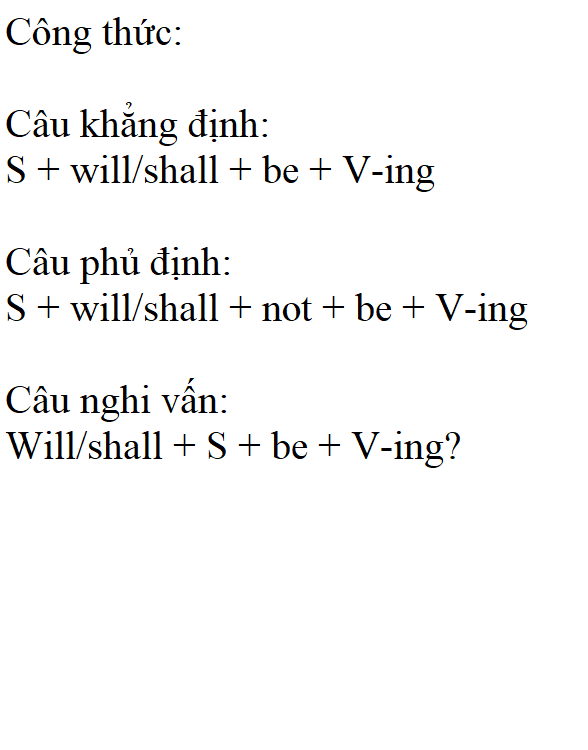 Công thức:
Câu khẳng định:
S + will/shall + be + V-ing
Câu phủ định:
S + will/shall + not + be + V-ing
Câu nghi vấn:
Will/shall + S + be + V-ing?